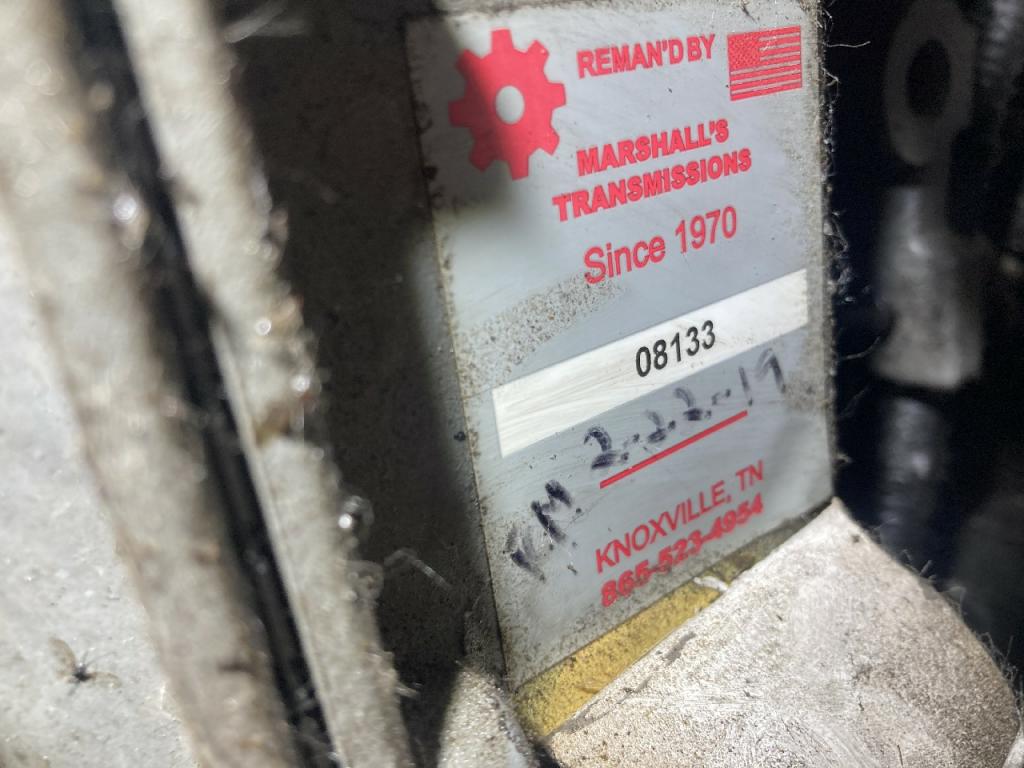 REMAN'D BY
MARSHALL'S
TRANSMISSIONS
Since 1970
08133
2-22-19
K.M.
KNOXVILLE, TN
865-523-4954